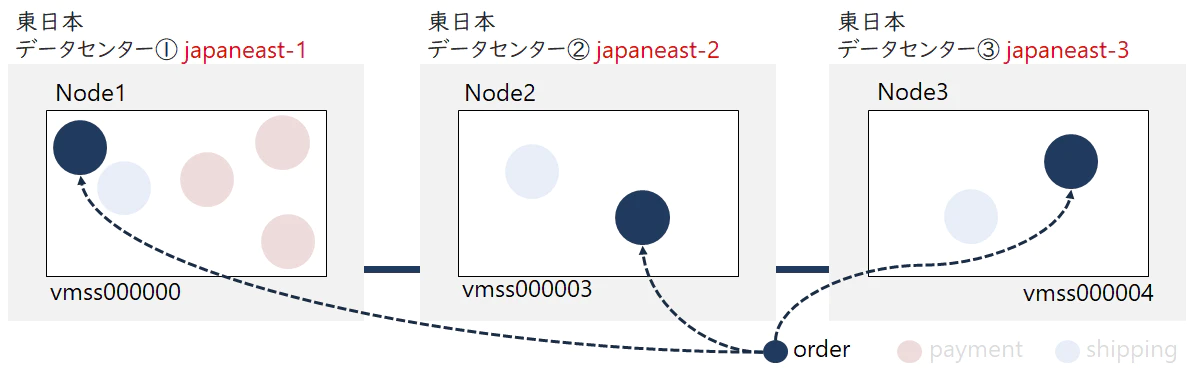 東日本
データセンター① japaneast-1
Node1
vmss000000
東日本
データセンター② japaneast-2
Node2
vmss000003
東日本
データセンター③ japaneast-3
Node3
vmss000004
order
payment
shipping